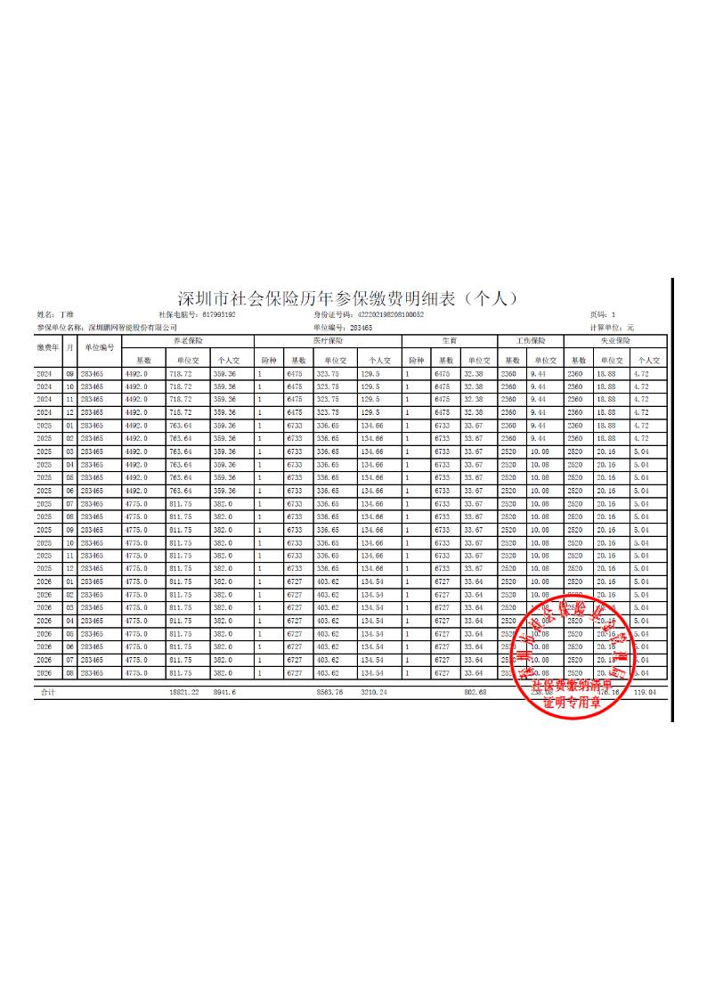 深圳市社会保险历年参保缴费明细表（个人）
姓名：丁维 社保电脑号：617993192 身份证号码：422202198208100052 页码：1
参保单位名称：深圳鹏网智能股份有限公司 单位编号：283465 计算单位：元
缴费年 月 单位编号 养老保险 医疗保险 生育 工伤保险 失业保险
基数 单位交 个人交 险种 基数 单位交 个人交 险种 基数 单位交 基数 单位交 基数 单位交 个人交
2024 09 283465 4492.0 718.72 359.36 1 6475 323.75 129.5 1 6475 32.38 2360 9.44 2360 18.88 4.72
2024 10 283465 4492.0 718.72 359.36 1 6475 323.75 129.5 1 6475 32.38 2360 9.44 2360 18.88 4.72
2024 11 283465 4492.0 718.72 359.36 1 6475 323.75 129.5 1 6475 32.38 2360 9.44 2360 18.88 4.72
2024 12 283465 4492.0 718.72 359.36 1 6475 323.75 129.5 1 6475 32.38 2360 9.44 2360 18.88 4.72
2025 01 283465 4492.0 763.64 359.36 1 6733 336.65 134.66 1 6733 33.67 2360 9.44 2360 18.88 4.72
2025 02 283465 4492.0 763.64 359.36 1 6733 336.65 134.66 1 6733 33.67 2360 9.44 2360 18.88 4.72
2025 03 283465 4492.0 763.64 359.36 1 6733 336.65 134.66 1 6733 33.67 2520 10.08 2520 20.16 5.04
2025 04 283465 4492.0 763.64 359.36 1 6733 336.65 134.66 1 6733 33.67 2520 10.08 2520 20.16 5.04
2025 05 283465 4492.0 763.64 359.36 1 6733 336.65 134.66 1 6733 33.67 2520 10.08 2520 20.16 5.04
2025 06 283465 4492.0 763.64 359.36 1 6733 336.65 134.66 1 6733 33.67 2520 10.08 2520 20.16 5.04
2025 07 283465 4775.0 811.75 382.0 1 6733 336.65 134.66 1 6733 33.67 2520 10.08 2520 20.16 5.04
2025 08 283465 4775.0 811.75 382.0 1 6733 336.65 134.66 1 6733 33.67 2520 10.08 2520 20.16 5.04
2025 09 283465 4775.0 811.75 382.0 1 6733 336.65 134.66 1 6733 33.67 2520 10.08 2520 20.16 5.04
2025 10 283465 4775.0 811.75 382.0 1 6733 336.65 134.66 1 6733 33.67 2520 10.08 2520 20.16 5.04
2025 11 283465 4775.0 811.75 382.0 1 6733 336.65 134.66 1 6733 33.67 2520 10.08 2520 20.16 5.04
2025 12 283465 4775.0 811.75 382.0 1 6733 336.65 134.66 1 6733 33.67 2520 10.08 2520 20.16 5.04
2026 01 283465 4775.0 811.75 382.0 1 6727 403.62 134.54 1 6727 33.64 2520 10.08 2520 20.16 5.04
2026 02 283465 4775.0 811.75 382.0 1 6727 403.62 134.54 1 6727 33.64 2520 10.08 2520 20.16 5.04
2026 03 283465 4775.0 811.75 382.0 1 6727 403.62 134.54 1 6727 33.64 2520 5.04
2026 04 283465 4775.0 811.75 382.0 1 6727 403.62 134.54 1 6727 33.64 2520 10.08 2520 20.16 5.04
2026 05 283465 4775.0 811.75 382.0 1 6727 403.62 134.54 1 6727 33.64 2520 10.08 2520 20.16 5.04
2026 06 283465 4775.0 811.75 382.0 1 6727 403.62 134.54 1 6727 33.64 2520 10.08 2520 20.16 5.04
2026 07 283465 4775.0 811.75 382.0 1 6727 403.62 134.54 1 6727 33.64 2520 10.08 2520 20.16 5.04
2026 08 283465 4775.0 811.75 382.0 1 6727 403.62 134.54 1 6727 33.64 2520 10.08 2520 20.16 5.04
合计 18821.22 8941.6 8563.76 3210.24 802.68 238.08 476.16 119.04
深圳市社会保险基金管理局
社保费缴纳清单
证明专用章